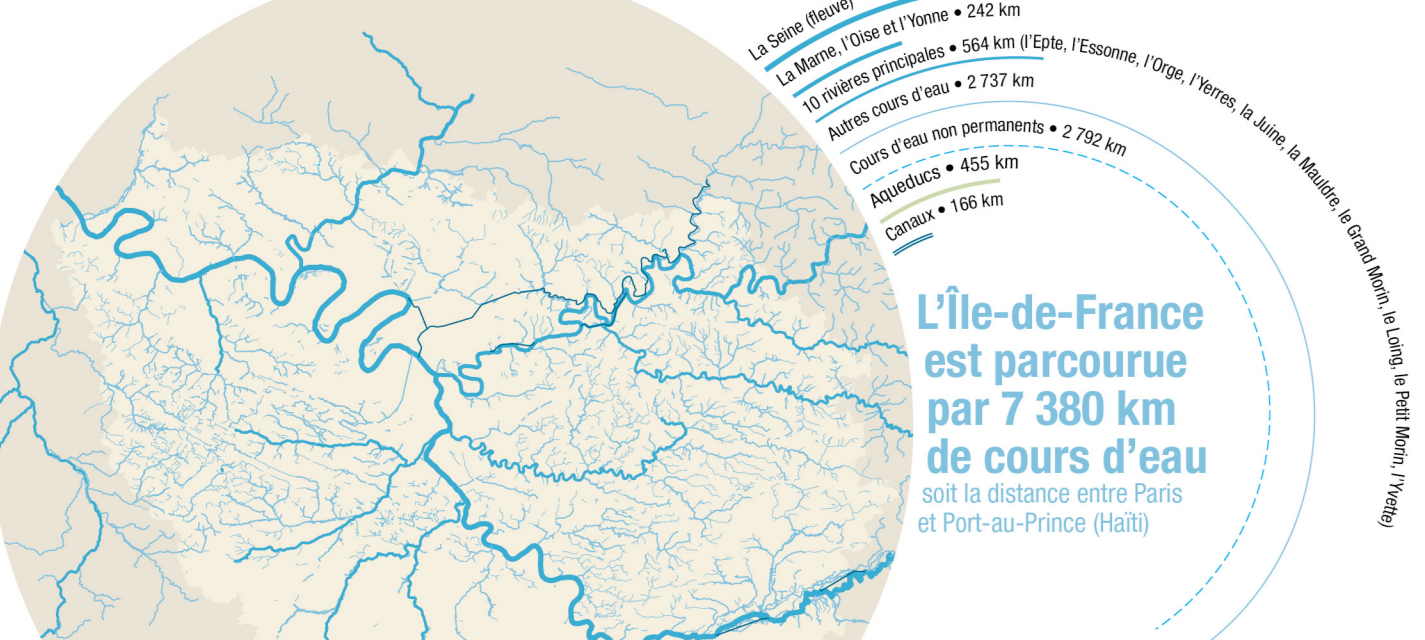 La Seine (fleuve)
La Marne, l'Oise et l'Yonne • 242 km
10 rivières principales • 564 km (l'Epte, l'Essonne, l'Orge, l'Yerres, la Juine, la Mauldre, le Grand Morin, le Loing, le Petit Morin, l'Yvette)
Autres cours d'eau • 2 737 km
Cours d'eau non permanents • 2 792 km
Aqueducs • 455 km
Canaux • 166 km
L'Île-de-France
est parcourue
par 7 380 km
de cours d'eau
soit la distance entre Paris
et Port-au-Prince (Haïti)